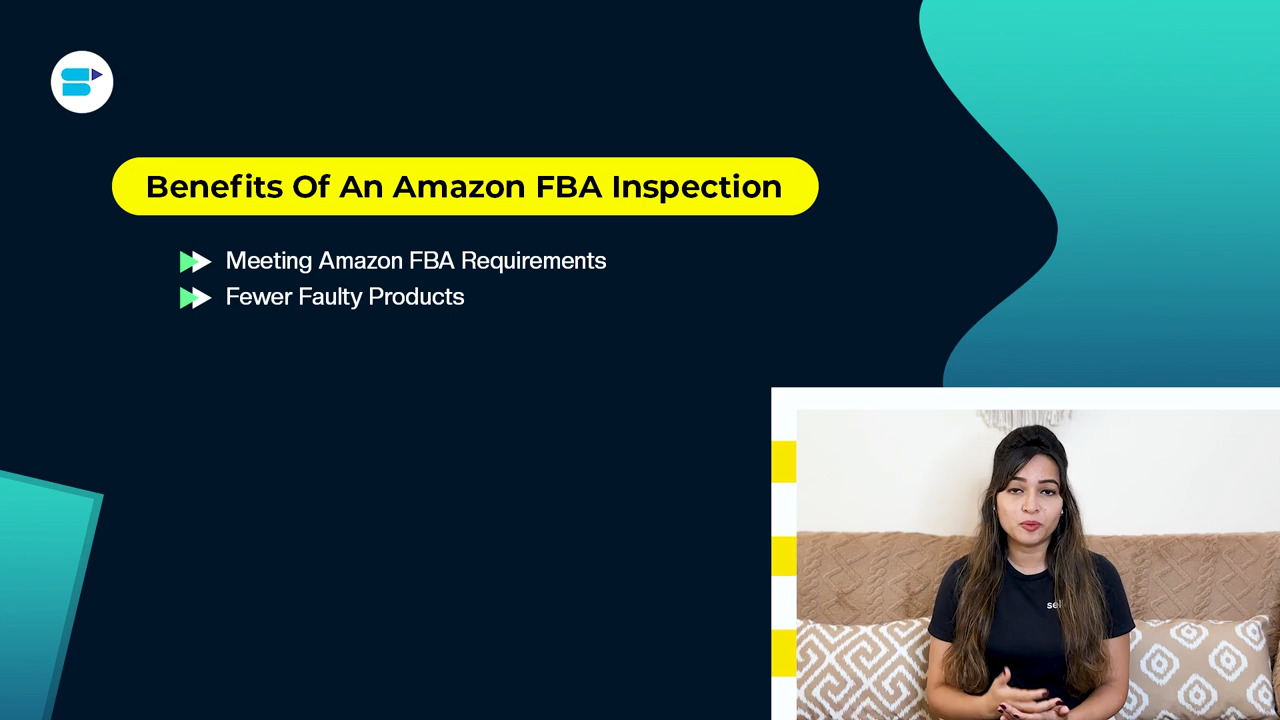 Benefits Of An Amazon FBA Inspection
Meeting Amazon FBA Requirements
Fewer Faulty Products